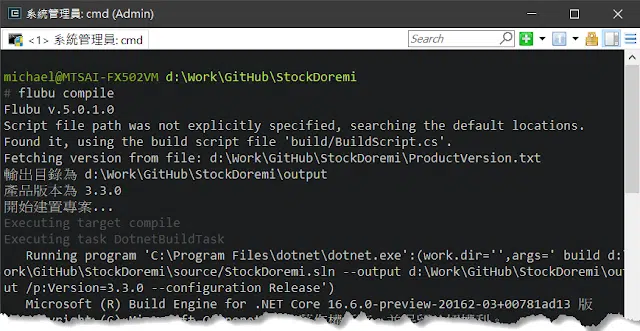 系統管理員: cmd (Admin)
<1> 系統管理員: cmd
Search
michael@MTSAI-FX502VM d:\Work\GitHub\StockDoremi
# flubu compile
Flubu v.5.0.1.0
Script file path was not explicitly specified, searching the default locations.
Found it, using the build script file 'build/BuildScript.cs'.
Fetching version from file: d:\Work\GitHub\StockDoremi\ProductVersion.txt
輸出目錄為 d:\Work\GitHub\StockDoremi\output
產品版本為 3.3.0
開始建置專案...
Executing target compile
Executing task DotnetBuildTask
Running program 'C:\Program Files\dotnet\dotnet.exe':(work.dir='',args=' build d:\W
ork\GitHub\StockDoremi\source/StockDoremi.sln --output d:\Work\GitHub\StockDoremi\outp
ut /p:Version=3.3.0 --configuration Release')
Microsoft (R) Build Engine for .NET Core 16.6.0-preview-20162-03+00781ad13 版